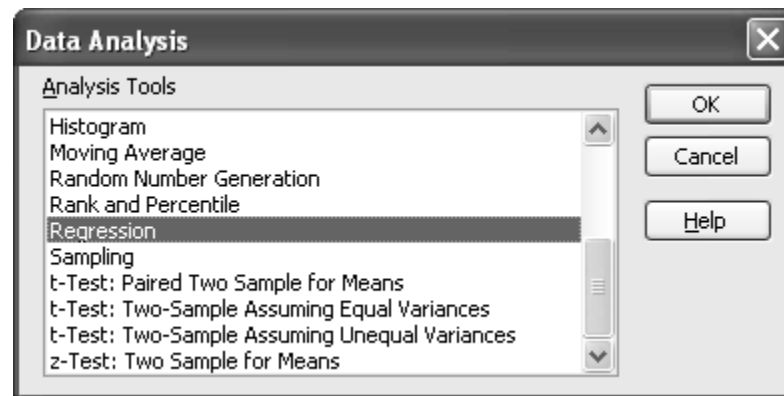 Data Analysis
Analysis Tools
Histogram
Moving Average
Random Number Generation
Rank and Percentile
Regression
Sampling
t-Test: Paired Two Sample for Means
t-Test: Two-Sample Assuming Equal Variances
t-Test: Two-Sample Assuming Unequal Variances
z-Test: Two Sample for Means
OK
Cancel
Help